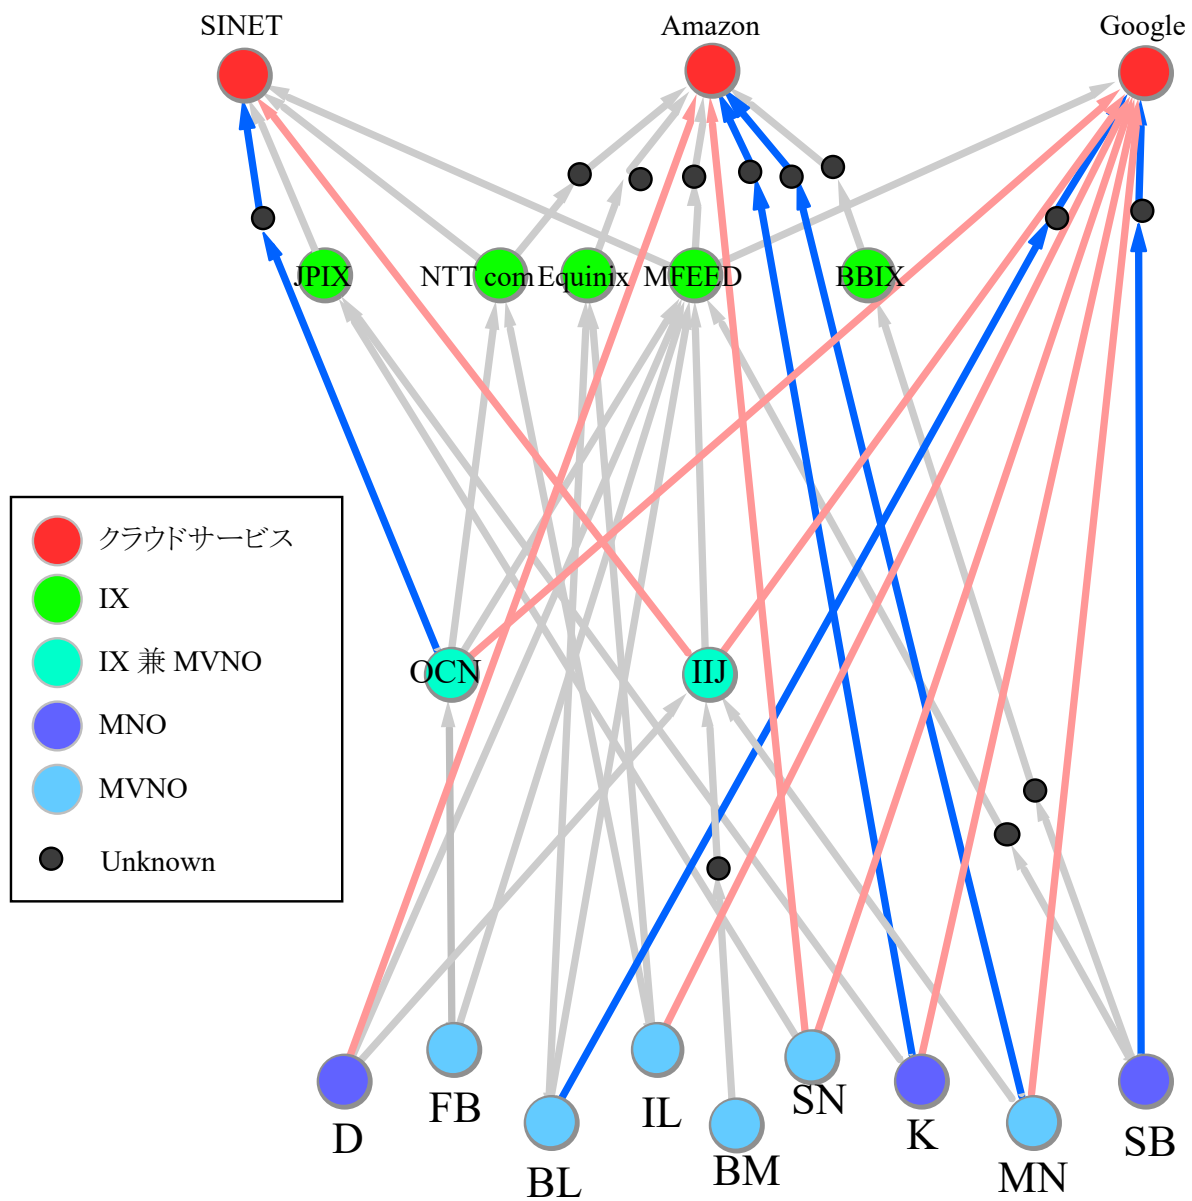 SINET
Amazon
Google
JPIX
NTT com
Equinix
MFEED
BBIX
クラウドサービス
IX
IX 兼 MVNO
MNO
MVNO
Unknown
OCN
IIJ
D
FB
BL
IL
BM
SN
K
MN
SB